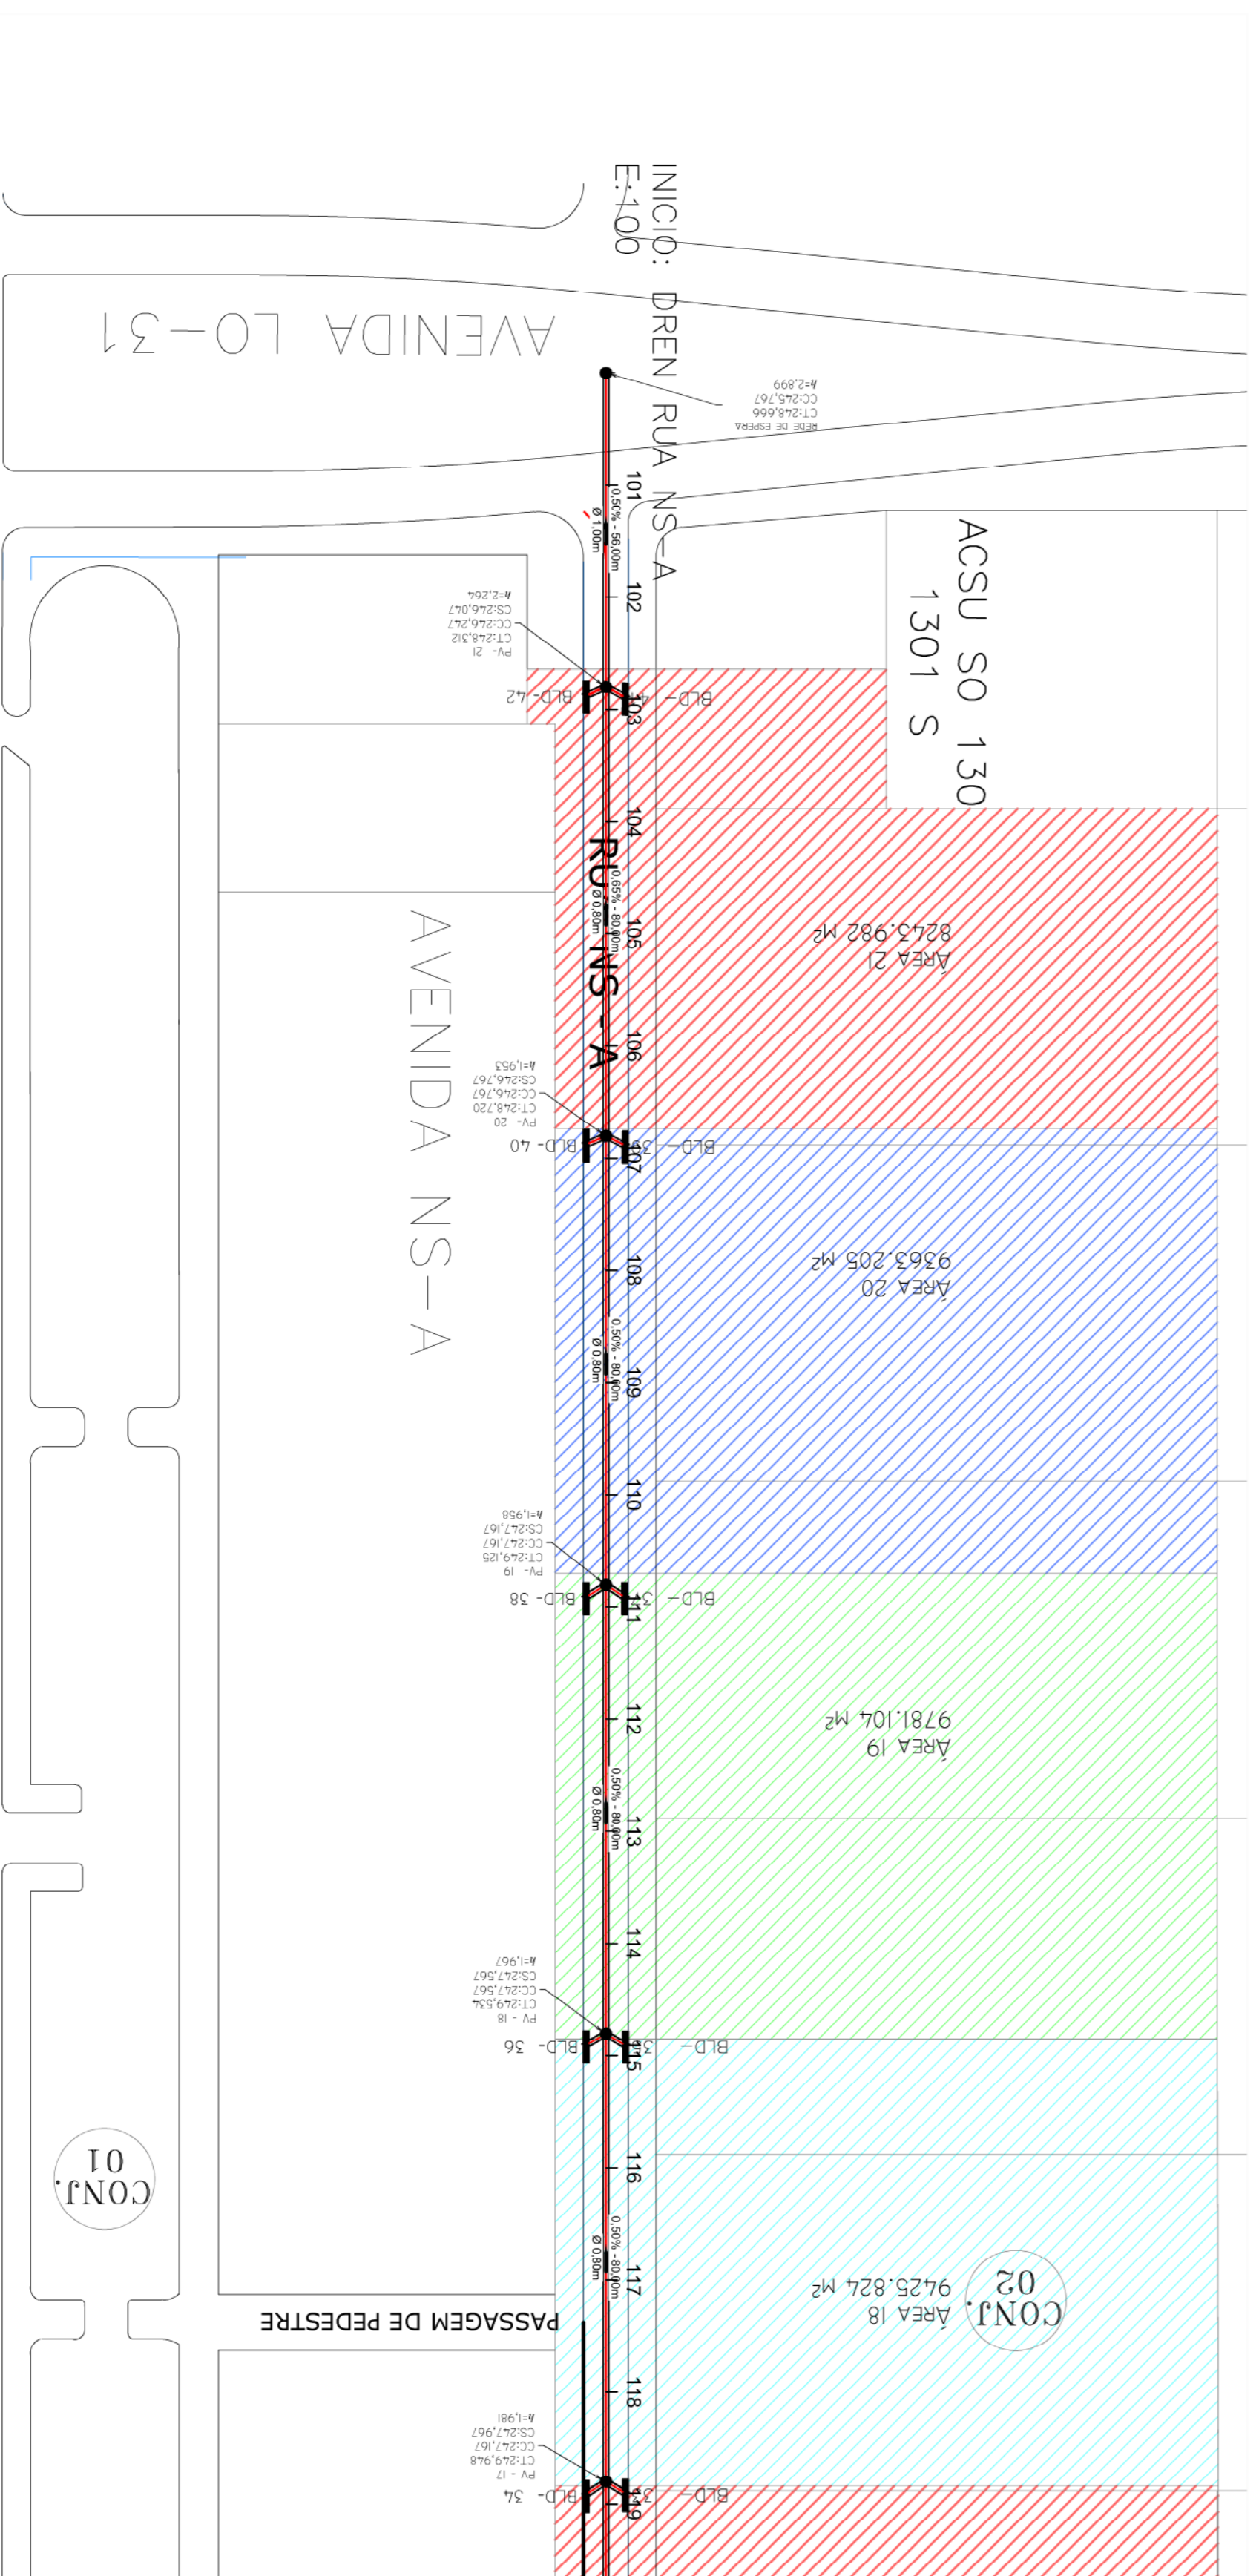 INICIO: DREN RUA NS-A
E:100
AVENIDA LO-31
REDE DE ESPERA
CT:248,666
CC:245,767
h=2,899
101
0,50% - 56,00m
Ø 1,00m
102
ACSU SO 130
1301 S
PV- 21
CT:248,312
CC:246,247
CS:246,047
h=2,264
BLD-42
BLD-
103
104
RU NS - A
0,65% - 80,00m
Ø 0,80m
105
ÁREA 21
8243.982 M²
AVENIDA NS-A
106
PV- 20
CT:248,720
CC:246,767
CS:246,767
h=1,953
BLD-40
BLD-39
107
ÁREA 20
9363.205 M²
108
0,50% - 80,00m
Ø 0,80m
109
110
PV- 19
CT:249,125
CC:247,167
CS:247,167
h=1,958
BLD-38
BLD-37
111
ÁREA 19
9781.104 M²
112
0,50% - 80,00m
Ø 0,80m
113
114
PV - 18
CT:249,534
CC:247,567
CS:247,567
h=1,967
BLD- 36
BLD-
115
CONJ.
01
116
0,50% - 80,00m
Ø 0,80m
117
ÁREA 18
9425.824 M²
CONJ.
02
PASSAGEM DE PEDESTRE
118
PV - 17
CT:249,948
CC:247,167
CS:247,967
h=1,981
BLD- 34
BLD-
119